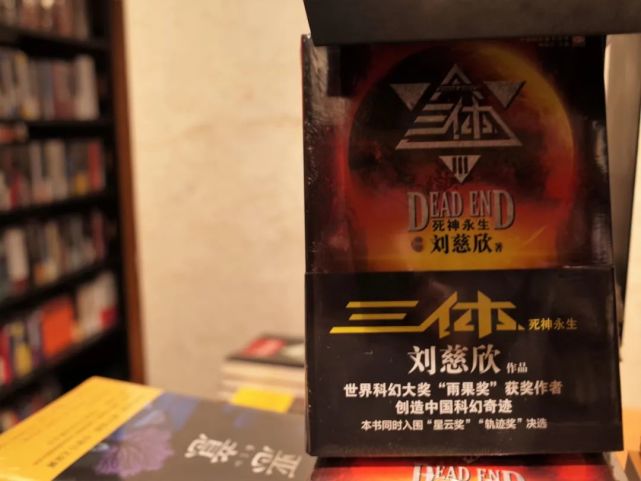 三体
III
DEAD END
死神永生
刘慈欣 著
三体 死神永生
刘慈欣 作品
世界科幻大奖“雨果奖”获奖作者
创造中国科幻奇迹
本书同时入围“星云奖”“轨迹奖”决选
恶意
DEAD END